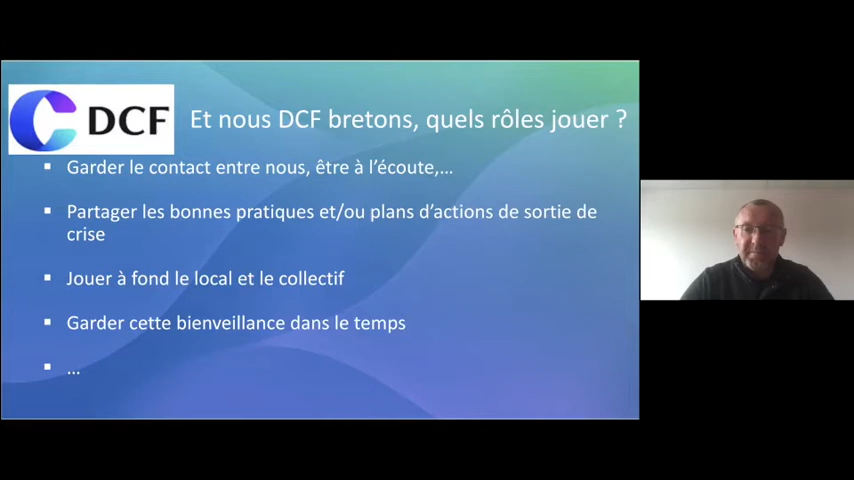 DCF
Et nous DCF bretons, quels rôles jouer ?
▪ Garder le contact entre nous, être à l'écoute,...
▪ Partager les bonnes pratiques et/ou plans d'actions de sortie de
crise
▪ Jouer à fond le local et le collectif
▪ Garder cette bienveillance dans le temps
▪ ...